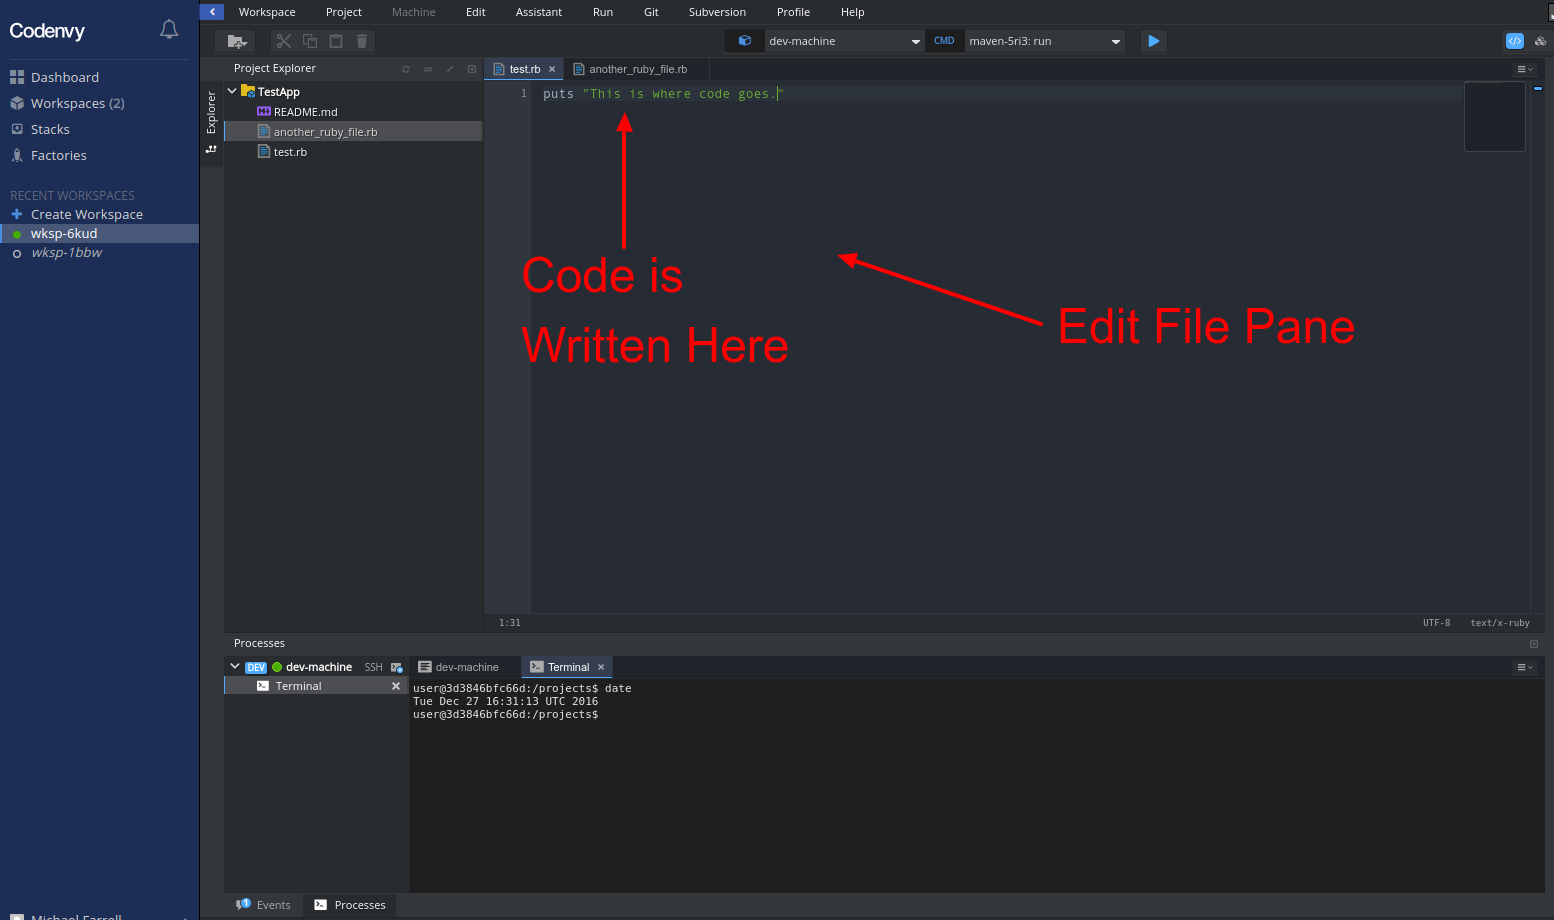 Codenvy
Workspace Project Machine Edit Assistant Run Git Subversion Profile Help
dev-machine CMD maven-5ri3: run
Dashboard
Workspaces (2)
Stacks
Factories
RECENT WORKSPACES
Create Workspace
wksp-6kud
wksp-1bbw
Explorer
Project Explorer
TestApp
README.md
another_ruby_file.rb
test.rb
test.rb another_ruby_file.rb
1 puts "This is where code goes."
Code is
Written Here
Edit File Pane
1:31 UTF-8 text/x-ruby
Processes
DEV dev-machine SSH
Terminal
dev-machine Terminal
user@3d3846bfc66d:/projects$ date
Tue Dec 27 16:31:13 UTC 2016
user@3d3846bfc66d:/projects$
1 Events Processes
Michael Farrell